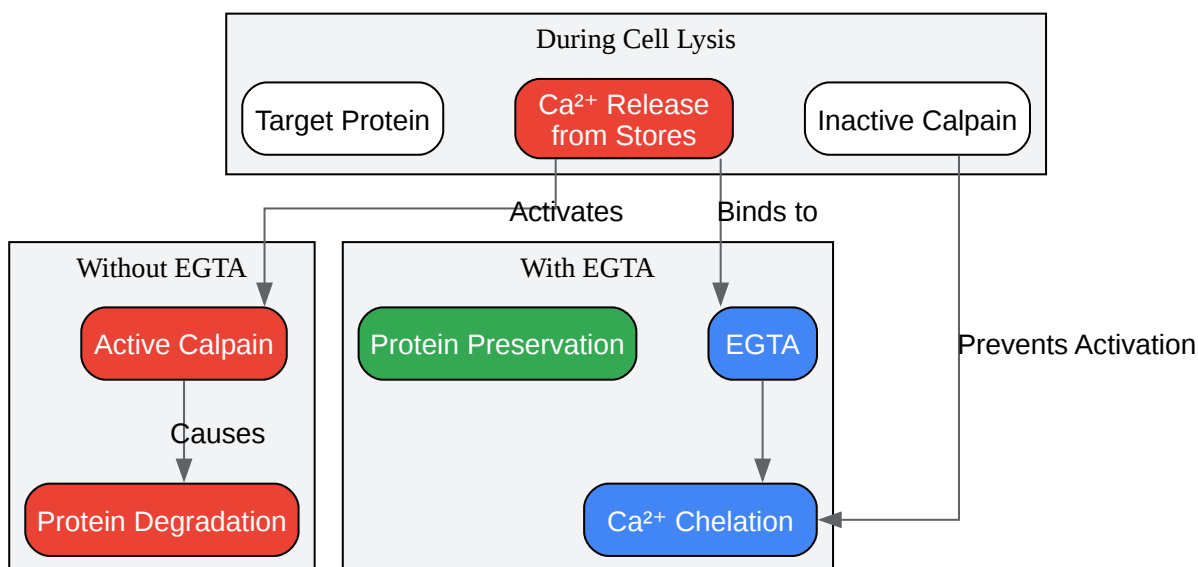 During Cell Lysis
Target Protein
Ca²⁺ Release
from Stores
Inactive Calpain
Activates
Binds to
Without EGTA
With EGTA
Active Calpain
Protein Preservation
EGTA
Prevents Activation
Causes
Protein Degradation
Ca²⁺ Chelation